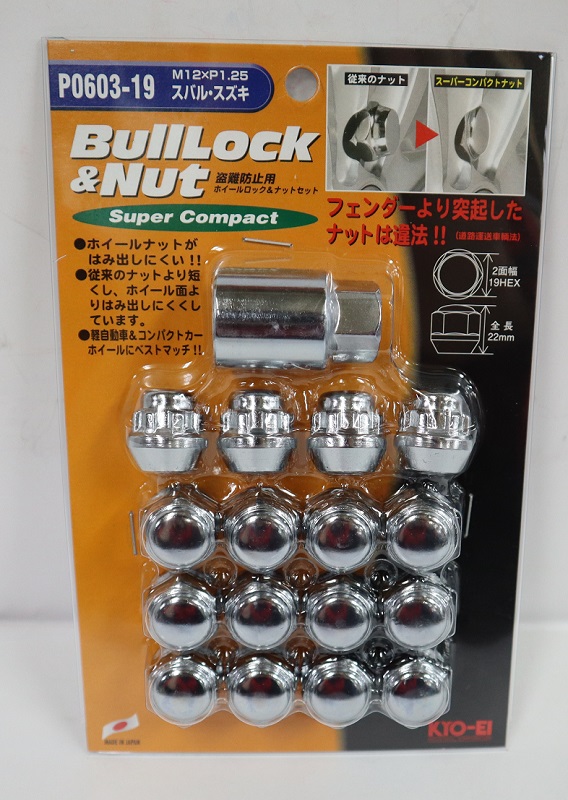 P0603-19
M12×P1.25
スバル・スズキ
従来のナット
スーパーコンパクトナット
BullLock
&Nut
盗難防止用
ホイールロック&ナットセット
Super Compact
フェンダーより突起した
ナットは違法!!
(道路運送車輌法)
●ホイールナットが
はみ出しにくい!!
●従来のナットより短
くし、ホイール面よ
りはみ出しにくくし
ています。
●軽自動車&コンパクトカー
ホイールにベストマッチ!!
2面幅
19HEX
全長
22mm
MADE IN JAPAN
KYO-EI